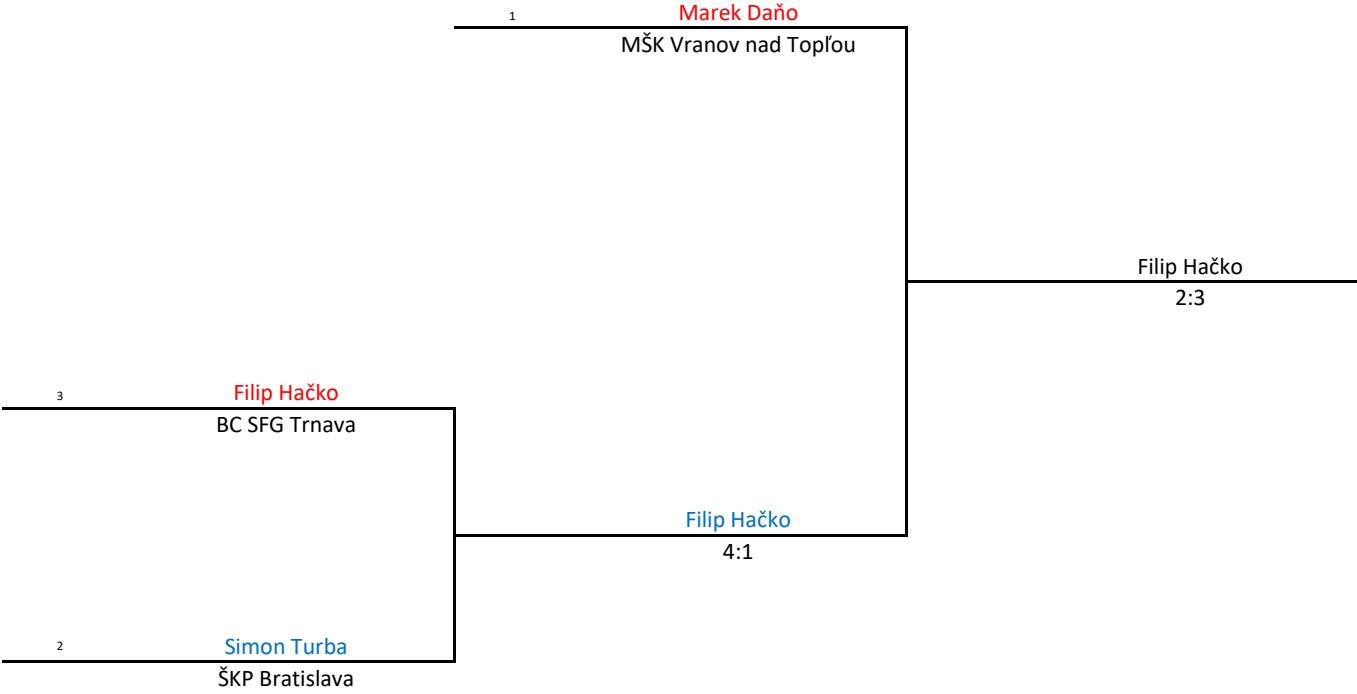 1 Marek Daňo
MŠK Vranov nad Topľou
Filip Hačko
2:3
3 Filip Hačko
BC SFG Trnava
Filip Hačko
4:1
2 Simon Turba
ŠKP Bratislava